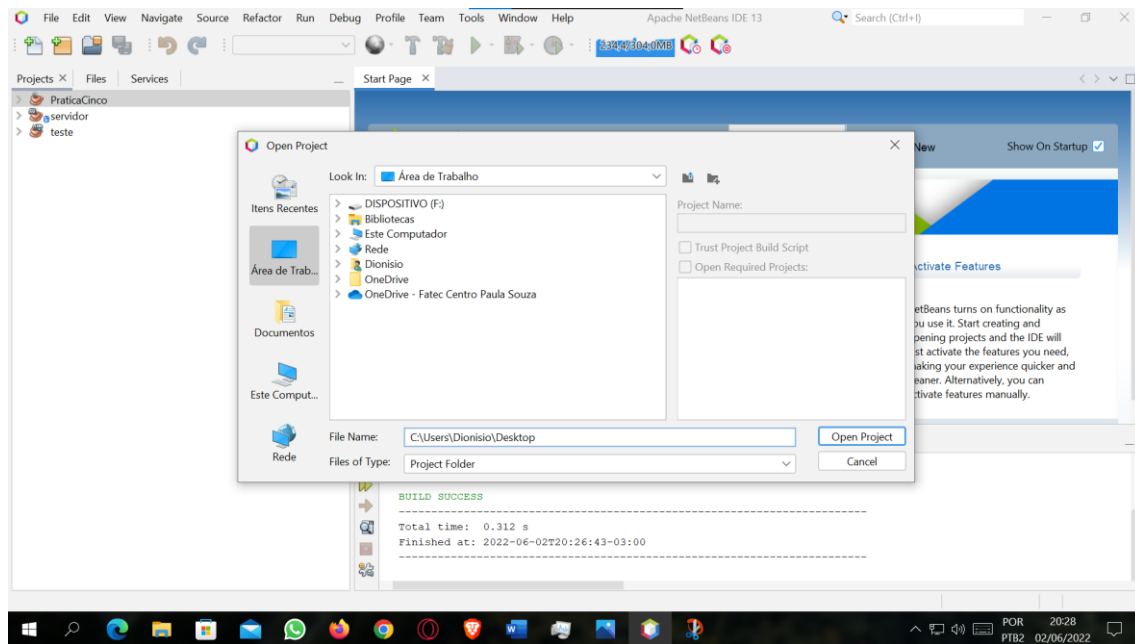 File Edit View Navigate Source Refactor Run Debug Profile Team Tools Window Help Apache NetBeans IDE 13 Search (Ctrl+I)
234,4/304,0MB
Projects Files Services Start Page
PraticaCinco
servidor
teste
New Show On Startup
Open Project
Look In: Área de Trabalho
Itens Recentes
Área de Trab...
Documentos
Este Comput...
Rede
DISPOSITIVO (F:)
Bibliotecas
Este Computador
Rede
Dionisio
OneDrive
OneDrive - Fatec Centro Paula Souza
Project Name:
Trust Project Build Script
Open Required Projects:
File Name: C:\Users\Dionisio\Desktop Open Project
Files of Type: Project Folder Cancel
Activate Features
etBeans turns on functionality as
ou use it. Start creating and
pening projects and the IDE will
st activate the features you need,
aking your experience quicker and
eaner. Alternatively, you can
ctivate features manually.
BUILD SUCCESS
------------------------------------------------------------------------
Total time: 0.312 s
Finished at: 2022-06-02T20:26:43-03:00
------------------------------------------------------------------------
POR 20:28
PTB2 02/06/2022